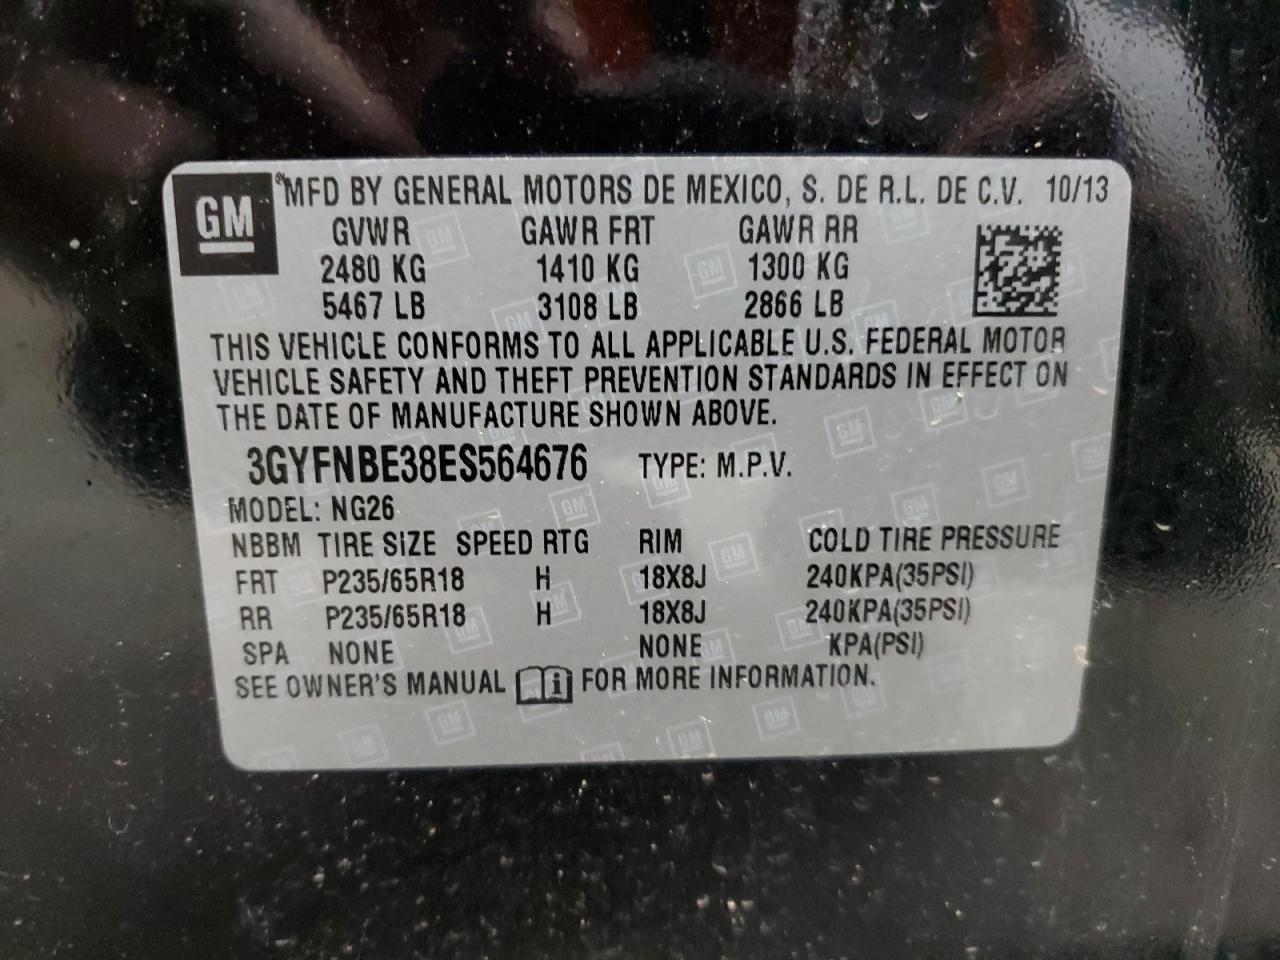 GM
MFD BY GENERAL MOTORS DE MEXICO, S. DE R.L. DE C.V. 10/13
GVWR GAWR FRT GAWR RR
2480 KG 1410 KG 1300 KG
5467 LB 3108 LB 2866 LB
THIS VEHICLE CONFORMS TO ALL APPLICABLE U.S. FEDERAL MOTOR
VEHICLE SAFETY AND THEFT PREVENTION STANDARDS IN EFFECT ON
THE DATE OF MANUFACTURE SHOWN ABOVE.
3GYFNBE38ES564676 TYPE: M.P.V.
MODEL: NG26
NBBM TIRE SIZE SPEED RTG RIM COLD TIRE PRESSURE
FRT P235/65R18 H 18X8J 240KPA(35PSI)
RR P235/65R18 H 18X8J 240KPA(35PSI)
SPA NONE NONE KPA(PSI)
SEE OWNER'S MANUAL i FOR MORE INFORMATION.